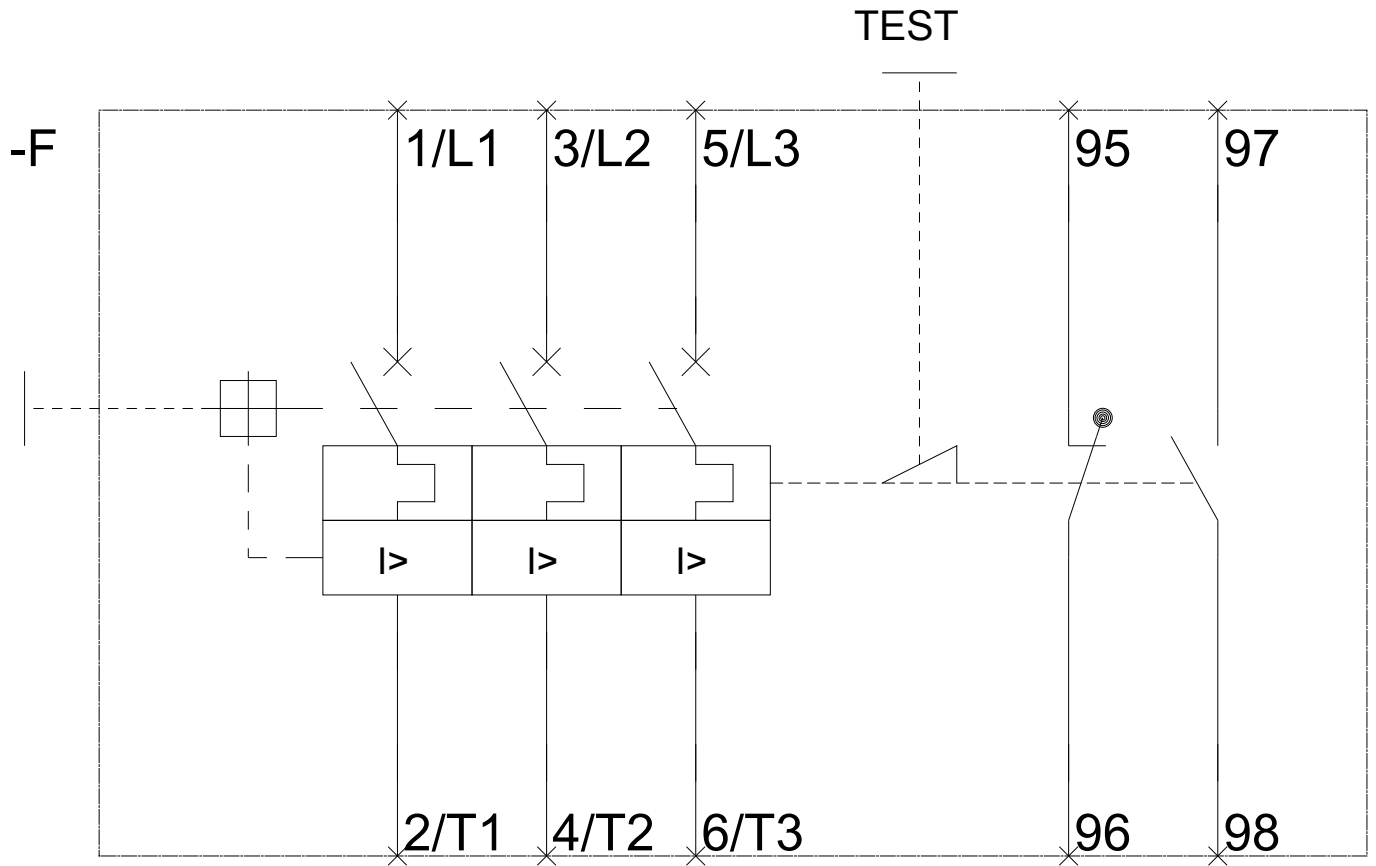 TEST
-F
1/L1 3/L2 5/L3 95 97
I> I> I>
2/T1 4/T2 6/T3 96 98